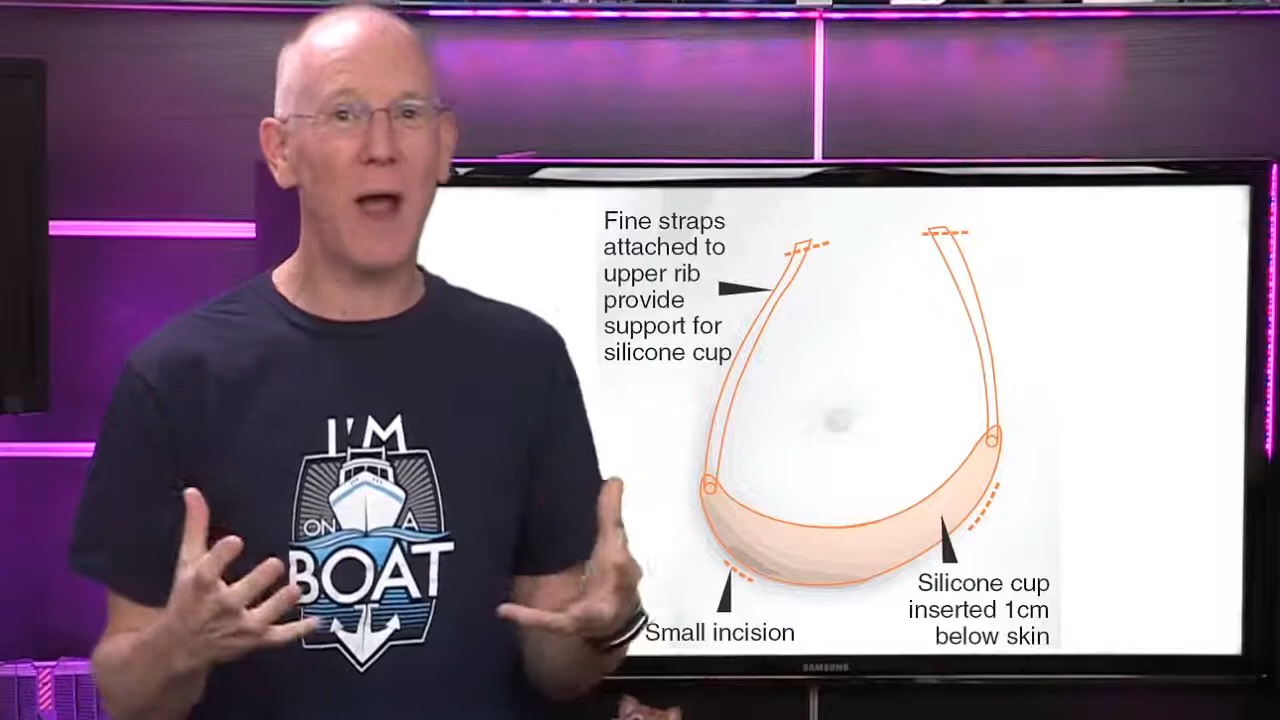 Fine straps
attached to
upper rib
provide
support for
silicone cup
I'M
ON A
BOAT
Silicone cup
inserted 1cm
below skin
Small incision
SAMSUNG